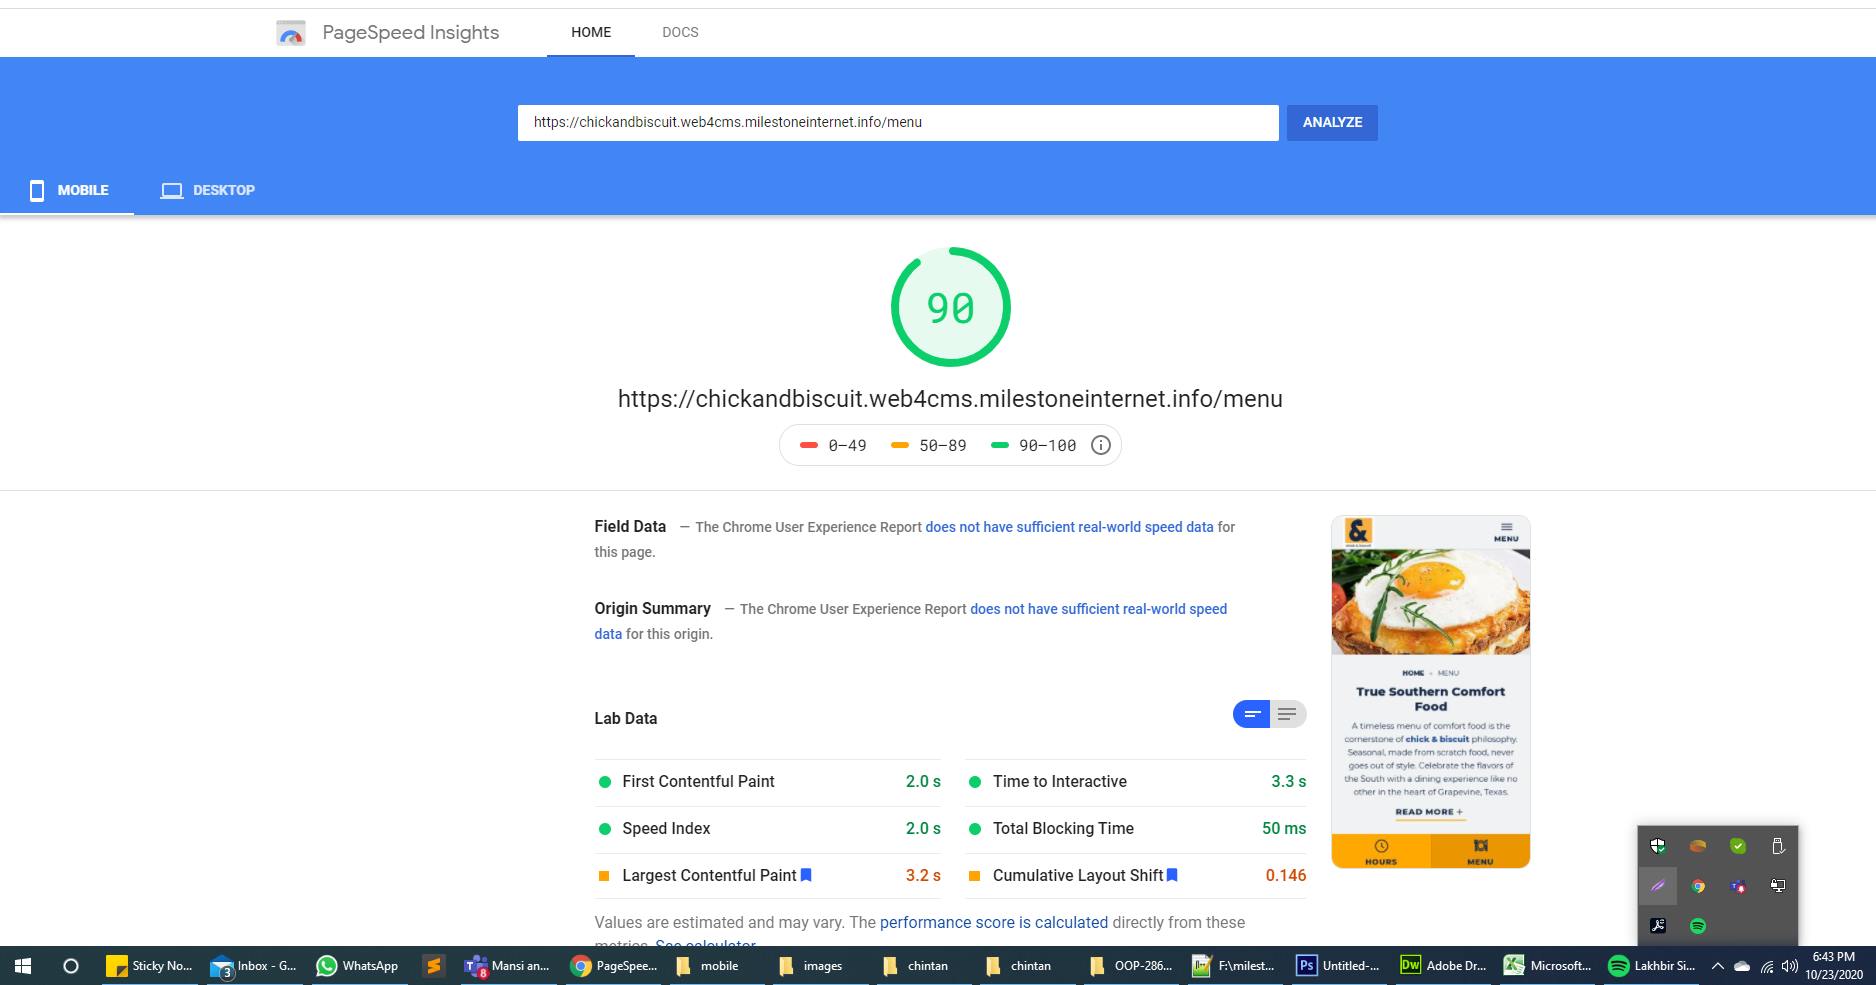 PageSpeed Insights
HOME
DOCS
https://chickandbiscuit.web4cms.milestoneinternet.info/menu
ANALYZE
MOBILE
DESKTOP
90
https://chickandbiscuit.web4cms.milestoneinternet.info/menu
0–49
50–89
90–100
Field Data — The Chrome User Experience Report does not have sufficient real-world speed data for
this page.
Origin Summary — The Chrome User Experience Report does not have sufficient real-world speed
data for this origin.
Lab Data
First Contentful Paint 2.0 s
Time to Interactive 3.3 s
Speed Index 2.0 s
Total Blocking Time 50 ms
Largest Contentful Paint 3.2 s
Cumulative Layout Shift 0.146
Values are estimated and may vary. The performance score is calculated directly from these
metrics. See calculator.
&
chick & biscuit
MENU
HOME + MENU
True Southern Comfort
Food
A timeless menu of comfort food is the
cornerstone of chick & biscuit philosophy.
Seasonal, made from scratch food, never
goes out of style. Celebrate the flavors of
the South with a dining experience like no
other in the heart of Grapevine, Texas.
READ MORE +
HOURS
MENU
Sticky No...
3
Inbox - G...
WhatsApp
8
Mansi an...
PageSpee...
mobile
images
chintan
chintan
OOP-286...
F:\milest...
Ps
Untitled-...
Dw
Adobe Dr...
Microsoft...
Lakhbir Si...
6:43 PM
10/23/2020